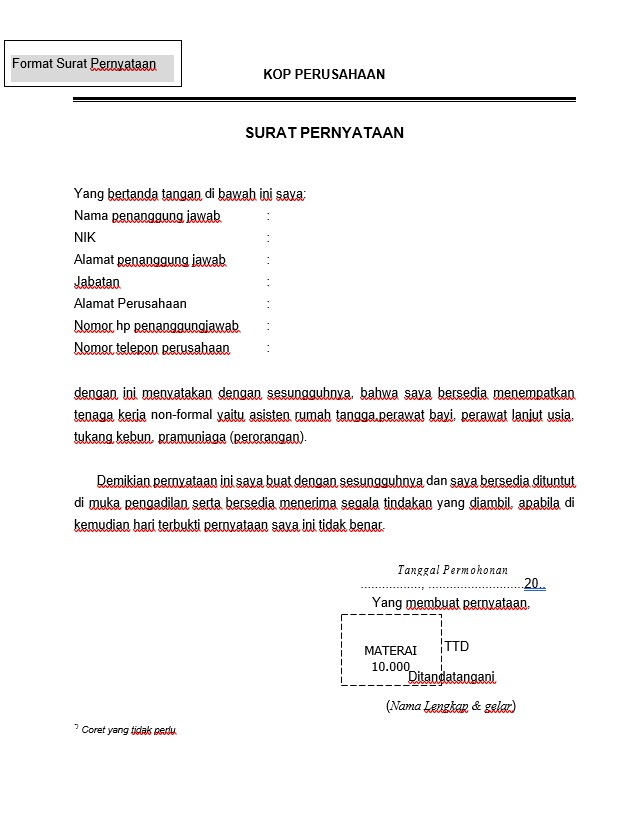 Format Surat Pernyataan
KOP PERUSAHAAN
SURAT PERNYATAAN
Yang bertanda tangan di bawah ini saya:
Nama penanggung jawab :
NIK :
Alamat penanggung jawab :
Jabatan :
Alamat Perusahaan :
Nomor hp penanggungjawab :
Nomor telepon perusahaan :
dengan ini menyatakan dengan sesungguhnya, bahwa saya bersedia menempatkan
tenaga kerja non-formal yaitu asisten rumah tangga,perawat bayi, perawat lanjut usia,
tukang kebun, pramuniaga (perorangan).
Demikian pernyataan ini saya buat dengan sesungguhnya dan saya bersedia dituntut
di muka pengadilan serta bersedia menerima segala tindakan yang diambil, apabila di
kemudian hari terbukti pernyataan saya ini tidak benar.
Tanggal Permohonan
................., ...........................20..
Yang membuat pernyataan,
MATERAI
10.000
TTD
Ditandatangani
(Nama Lengkap & gelar)
*) Coret yang tidak perlu